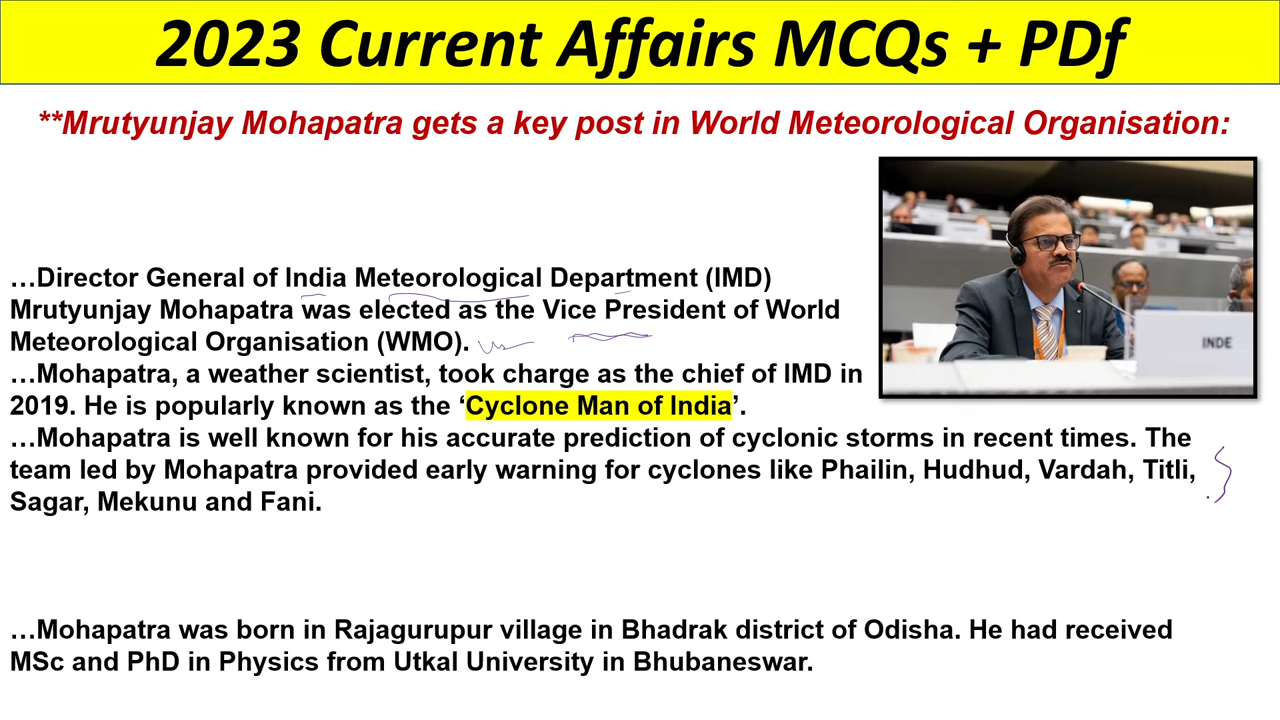 2023 Current Affairs MCQs + PDf
**Mrutyunjay Mohapatra gets a key post in World Meteorological Organisation:
INDE
...Director General of India Meteorological Department (IMD)
Mrutyunjay Mohapatra was elected as the Vice President of World
Meteorological Organisation (WMO).
...Mohapatra, a weather scientist, took charge as the chief of IMD in
2019. He is popularly known as the ‘Cyclone Man of India’.
...Mohapatra is well known for his accurate prediction of cyclonic storms in recent times. The
team led by Mohapatra provided early warning for cyclones like Phailin, Hudhud, Vardah, Titli,
Sagar, Mekunu and Fani.
...Mohapatra was born in Rajagurupur village in Bhadrak district of Odisha. He had received
MSc and PhD in Physics from Utkal University in Bhubaneswar.